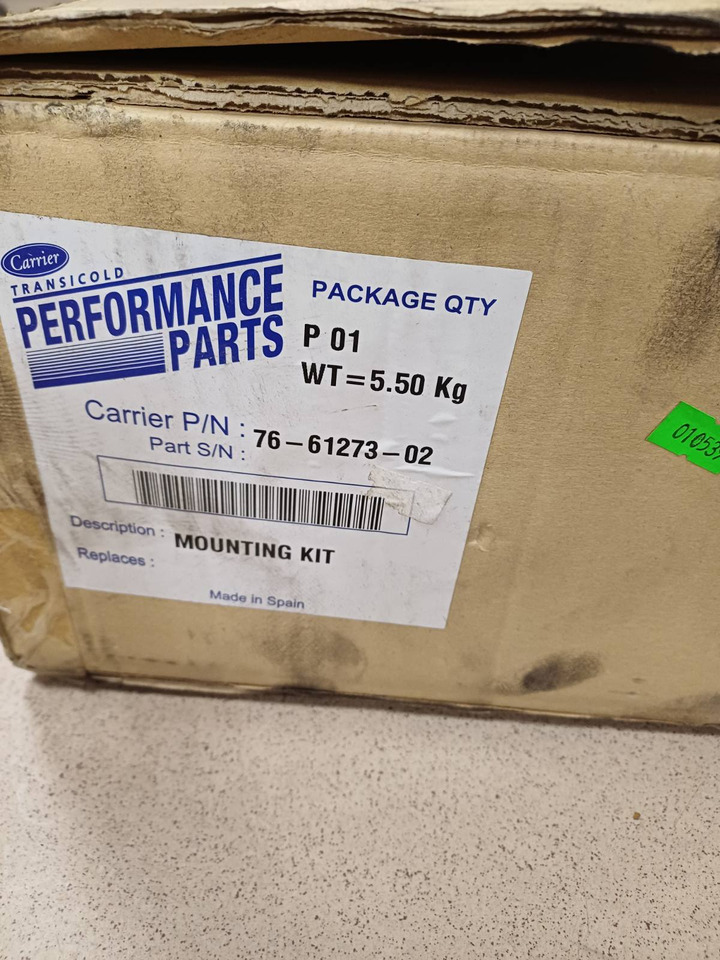 Carrier
TRANSICOLD
PERFORMANCE
PARTS
PACKAGE QTY
P 01
WT=5.50 Kg
Carrier P/N :
Part S/N :
76-61273-02
Description : MOUNTING KIT
Replaces :
Made in Spain